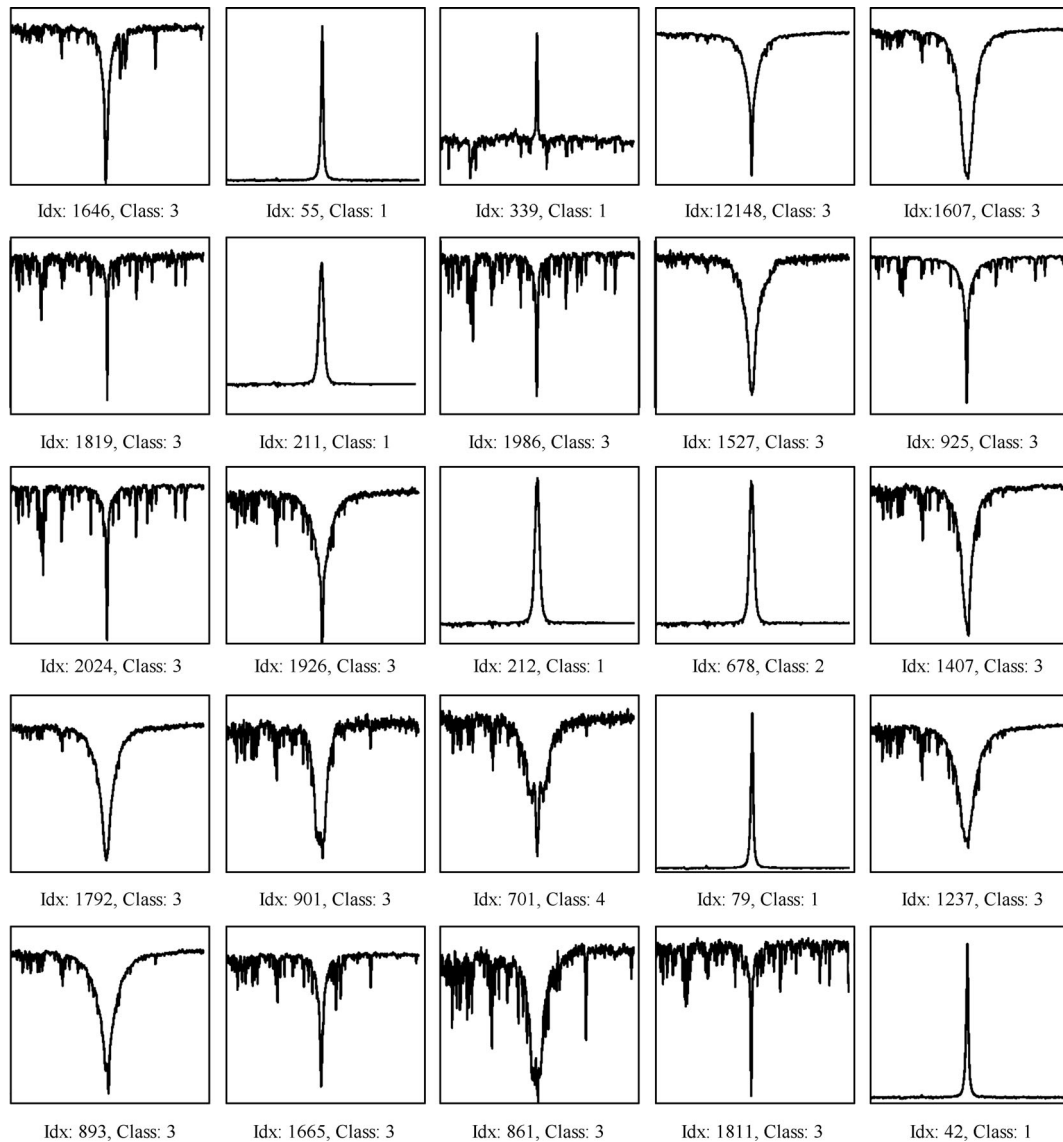 Idx: 1646, Class: 3
Idx: 55, Class: 1
Idx: 339, Class: 1
Idx:12148, Class: 3
Idx:1607, Class: 3
Idx: 1819, Class: 3
Idx: 211, Class: 1
Idx: 1986, Class: 3
Idx: 1527, Class: 3
Idx: 925, Class: 3
Idx: 2024, Class: 3
Idx: 1926, Class: 3
Idx: 212, Class: 1
Idx: 678, Class: 2
Idx: 1407, Class: 3
Idx: 1792, Class: 3
Idx: 901, Class: 3
Idx: 701, Class: 4
Idx: 79, Class: 1
Idx: 1237, Class: 3
Idx: 893, Class: 3
Idx: 1665, Class: 3
Idx: 861, Class: 3
Idx: 1811, Class: 3
Idx: 42, Class: 1